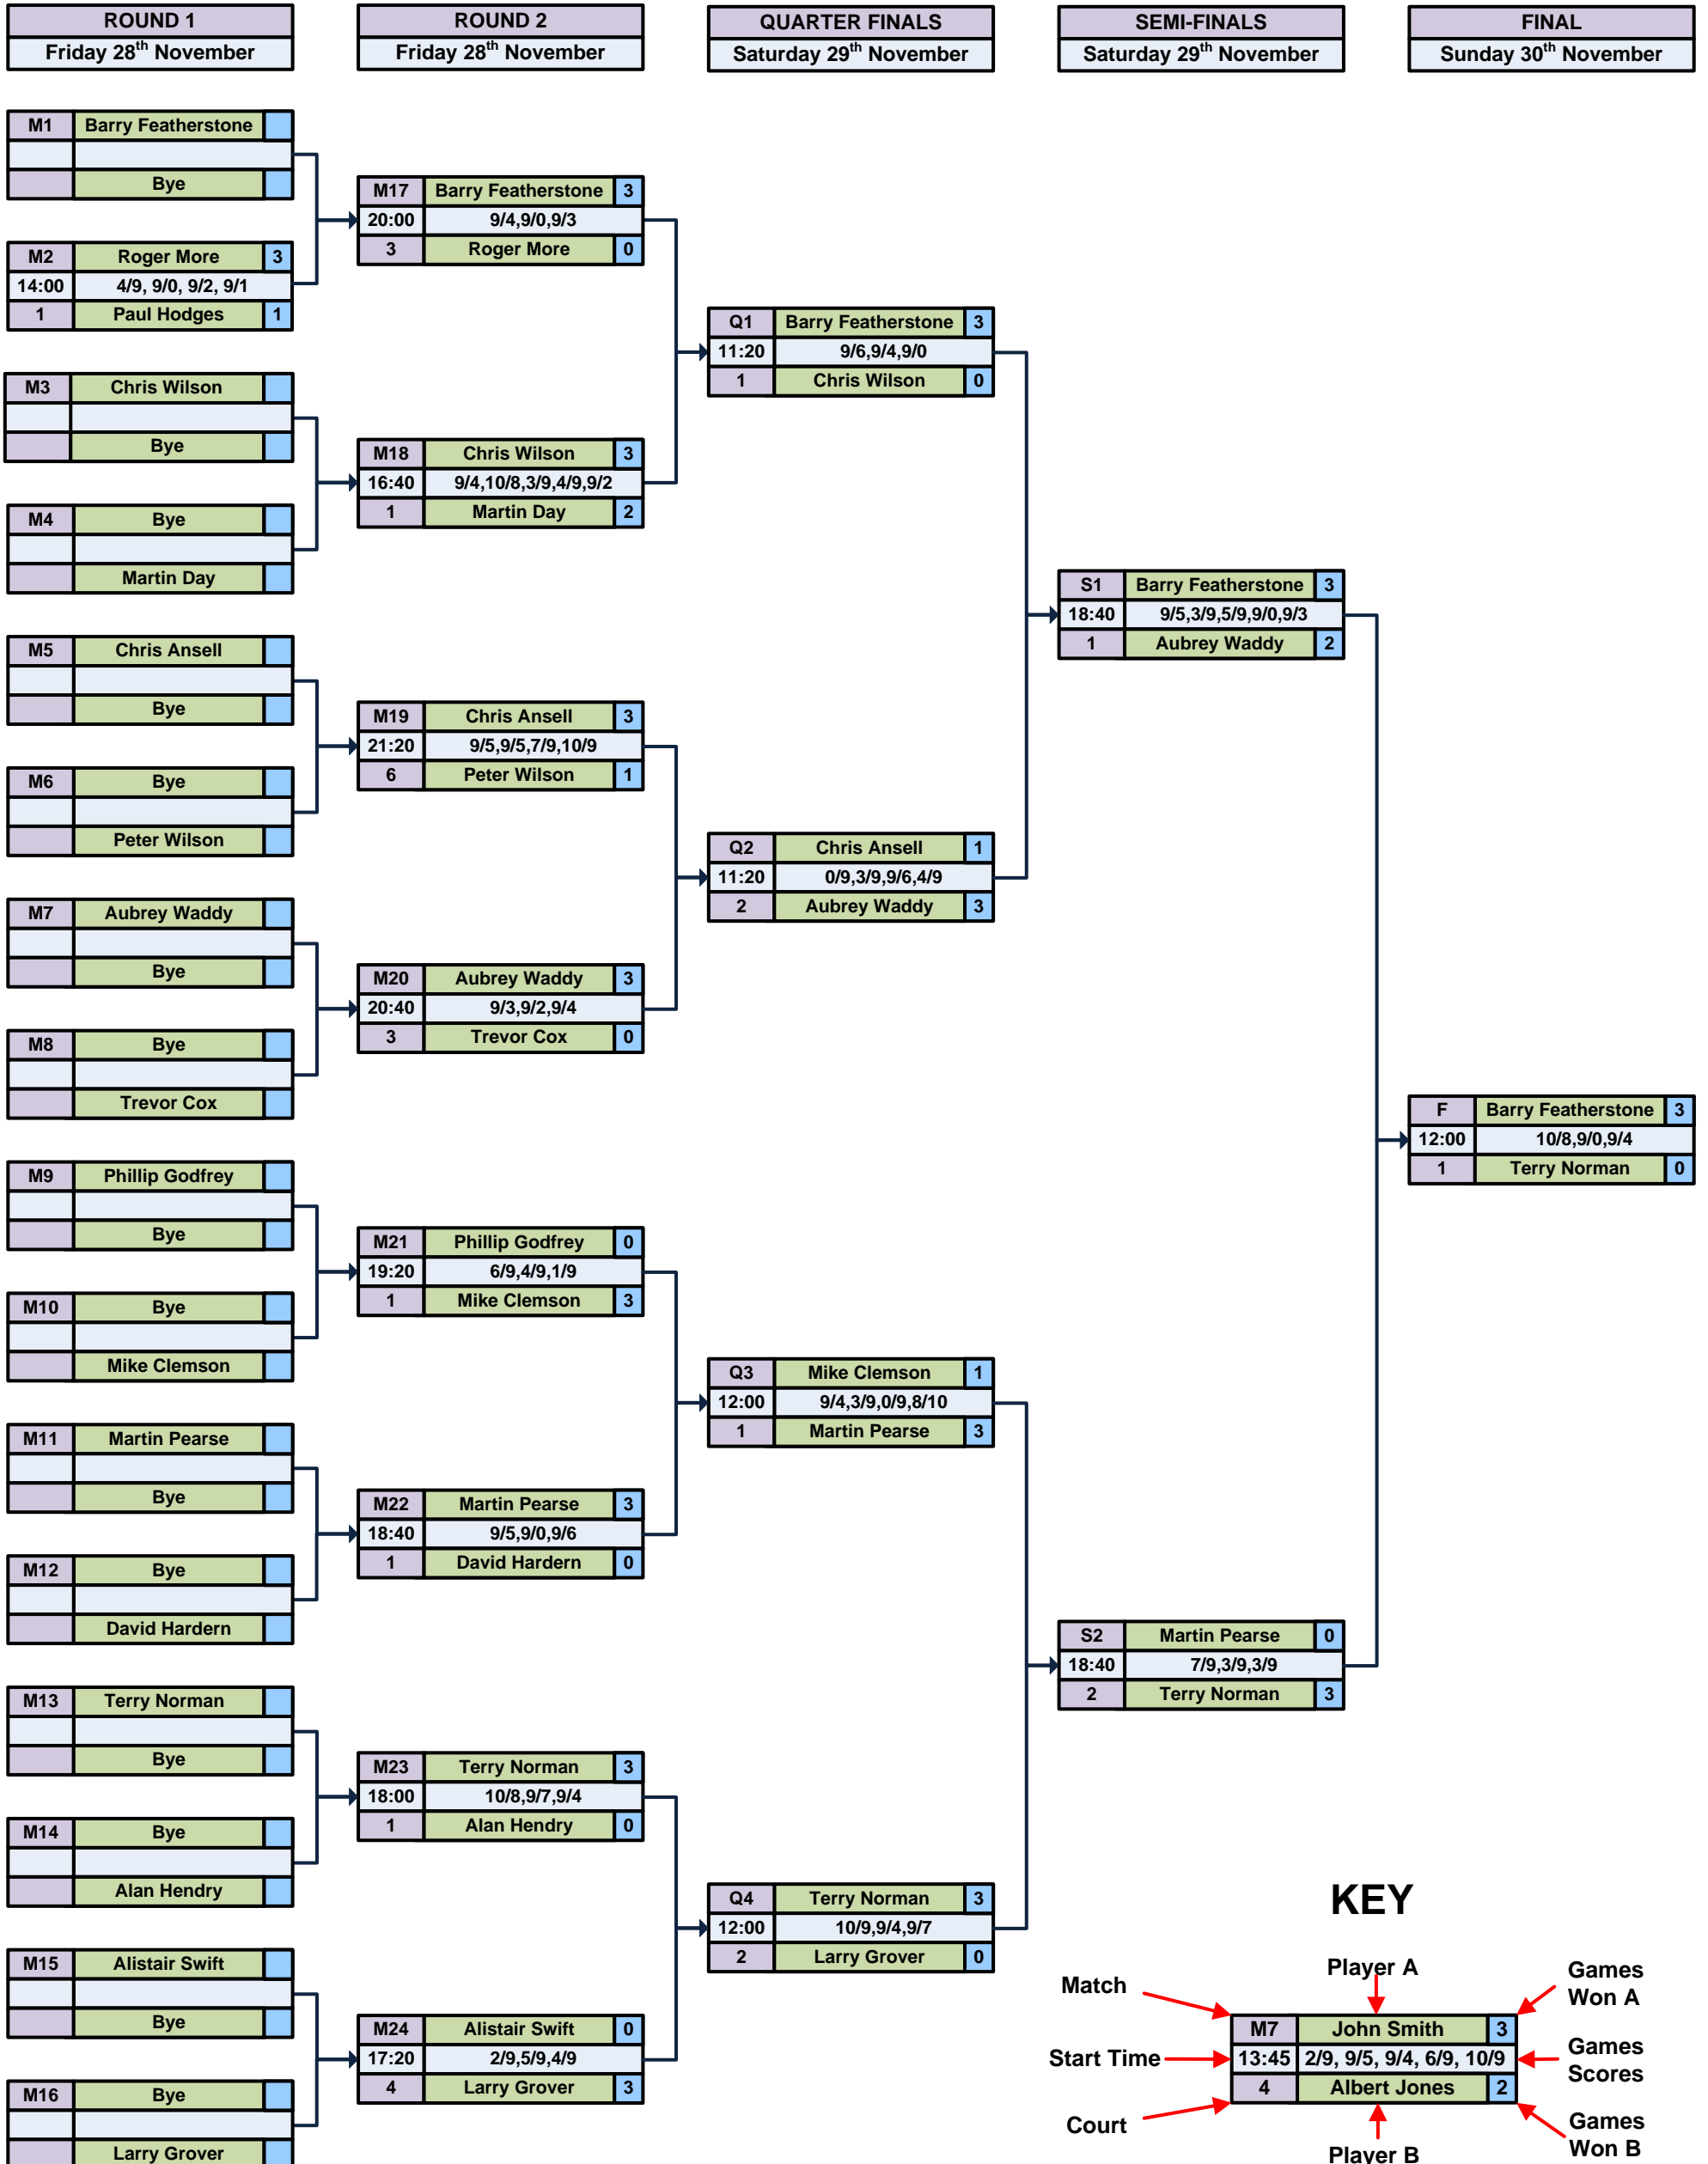 ROUND 1
Friday 28th November
ROUND 2
Friday 28th November
QUARTER FINALS
Saturday 29th November
SEMI-FINALS
Saturday 29th November
FINAL
Sunday 30th November
M1 Barry Featherstone
Bye
M2 Roger More 3
14:00 4/9, 9/0, 9/2, 9/1
1 Paul Hodges 1
M3 Chris Wilson
Bye
M4 Bye
Martin Day
M5 Chris Ansell
Bye
M6 Bye
Peter Wilson
M7 Aubrey Waddy
Bye
M8 Bye
Trevor Cox
M9 Phillip Godfrey
Bye
M10 Bye
Mike Clemson
M11 Martin Pearse
Bye
M12 Bye
David Hardern
M13 Terry Norman
Bye
M14 Bye
Alan Hendry
M15 Alistair Swift
Bye
M16 Bye
Larry Grover
M17 Barry Featherstone 3
20:00 9/4,9/0,9/3
3 Roger More 0
M18 Chris Wilson 3
16:40 9/4,10/8,3/9,4/9,9/2
1 Martin Day 2
M19 Chris Ansell 3
21:20 9/5,9/5,7/9,10/9
6 Peter Wilson 1
M20 Aubrey Waddy 3
20:40 9/3,9/2,9/4
3 Trevor Cox 0
M21 Phillip Godfrey 0
19:20 6/9,4/9,1/9
1 Mike Clemson 3
M22 Martin Pearse 3
18:40 9/5,9/0,9/6
1 David Hardern 0
M23 Terry Norman 3
18:00 10/8,9/7,9/4
1 Alan Hendry 0
M24 Alistair Swift 0
17:20 2/9,5/9,4/9
4 Larry Grover 3
Q1 Barry Featherstone 3
11:20 9/6,9/4,9/0
1 Chris Wilson 0
Q2 Chris Ansell 1
11:20 0/9,3/9,9/6,4/9
2 Aubrey Waddy 3
Q3 Mike Clemson 1
12:00 9/4,3/9,0/9,8/10
1 Martin Pearse 3
Q4 Terry Norman 3
12:00 10/9,9/4,9/7
2 Larry Grover 0
S1 Barry Featherstone 3
18:40 9/5,3/9,5/9,9/0,9/3
1 Aubrey Waddy 2
S2 Martin Pearse 0
18:40 7/9,3/9,3/9
2 Terry Norman 3
F Barry Featherstone 3
12:00 10/8,9/0,9/4
1 Terry Norman 0
KEY
Match
Player A
Games
Won A
M7 John Smith 3
Start Time
13:45 2/9, 9/5, 9/4, 6/9, 10/9
Games
Scores
4 Albert Jones 2
Court
Player B
Games
Won B